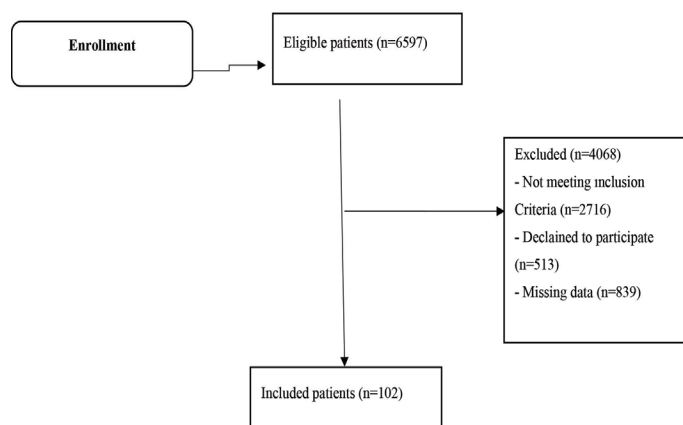 Enrollment
Eligible patients (n=6597)
Excluded (n=4068)
- Not meeting inclusion
Criteria (n=2716)
- Declained to participate
(n=513)
- Missing data (n=839)
Included patients (n=102)